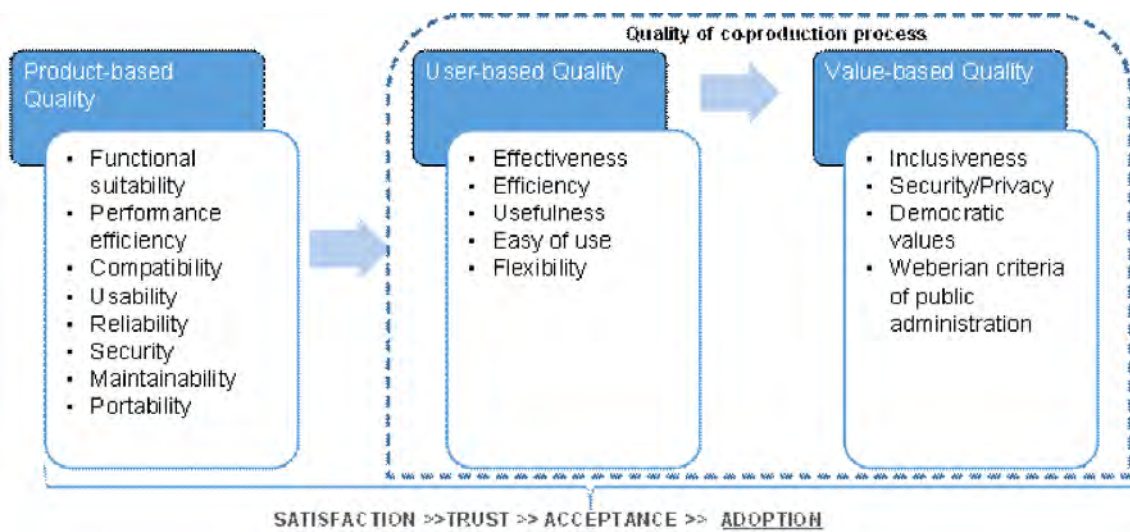 Quality of co-production process
Product-based
Quality
• Functional
suitability
• Performance
efficiency
• Compatibility
• Usability
• Reliability
• Security
• Maintainability
• Portability
User-based Quality
• Effectiveness
• Efficiency
• Usefulness
• Easy of use
• Flexibility
Value-based Quality
• Inclusiveness
• Security/Privacy
• Democratic
values
• Weberian criteria
of public
administration
SATISFACTION >>TRUST >> ACCEPTANCE >> ADOPTION